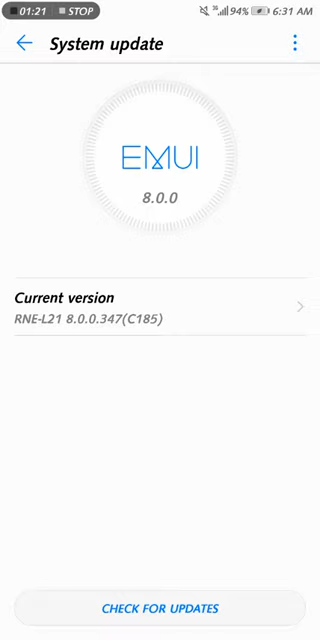 01:21 STOP 3G 94% 6:31 AM
System update
EMUI
8.0.0
Current version
RNE-L21 8.0.0.347(C185)
CHECK FOR UPDATES